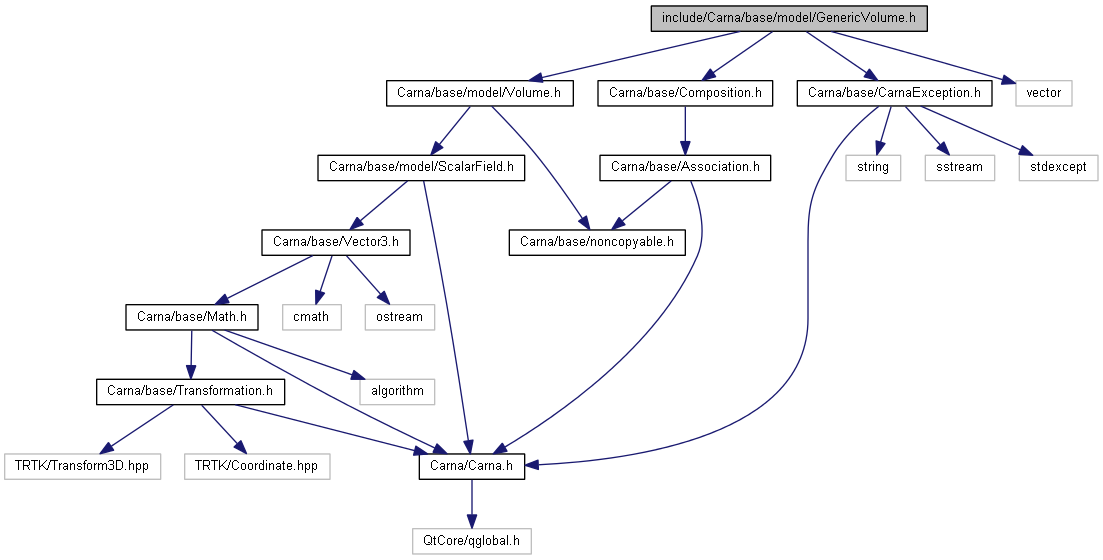 include/Carna/base/model/GenericVolume.h
Carna/base/model/Volume.h
Carna/base/Composition.h
Carna/base/CarnaException.h
vector
Carna/base/model/ScalarField.h
Carna/base/Association.h
string
sstream
stdexcept
Carna/base/Vector3.h
Carna/base/noncopyable.h
Carna/base/Math.h
cmath
ostream
Carna/base/Transformation.h
algorithm
TRTK/Transform3D.hpp
TRTK/Coordinate.hpp
Carna/Carna.h
QtCore/qglobal.h